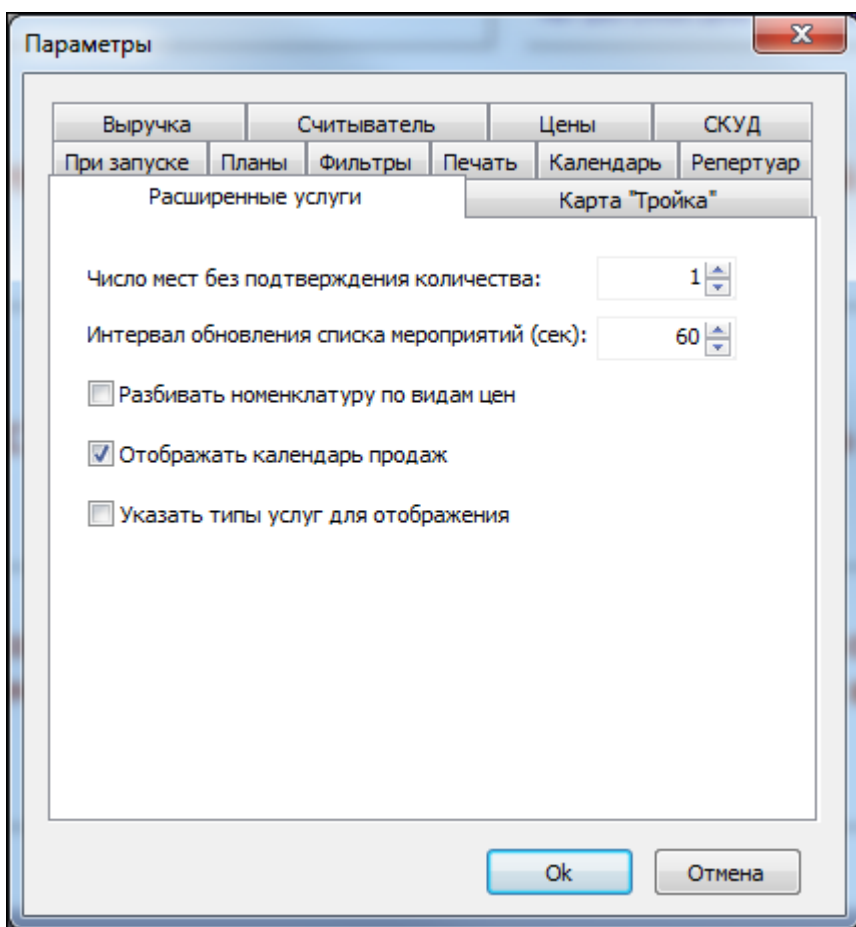 Параметры
Выручка Считыватель Цены СКУД
При запуске Планы Фильтры Печать Календарь Репертуар
Расширенные услуги Карта "Тройка"
Число мест без подтверждения количества: 1
Интервал обновления списка мероприятий (сек): 60
Разбивать номенклатуру по видам цен
Отображать календарь продаж
Указать типы услуг для отображения
Ok Отмена